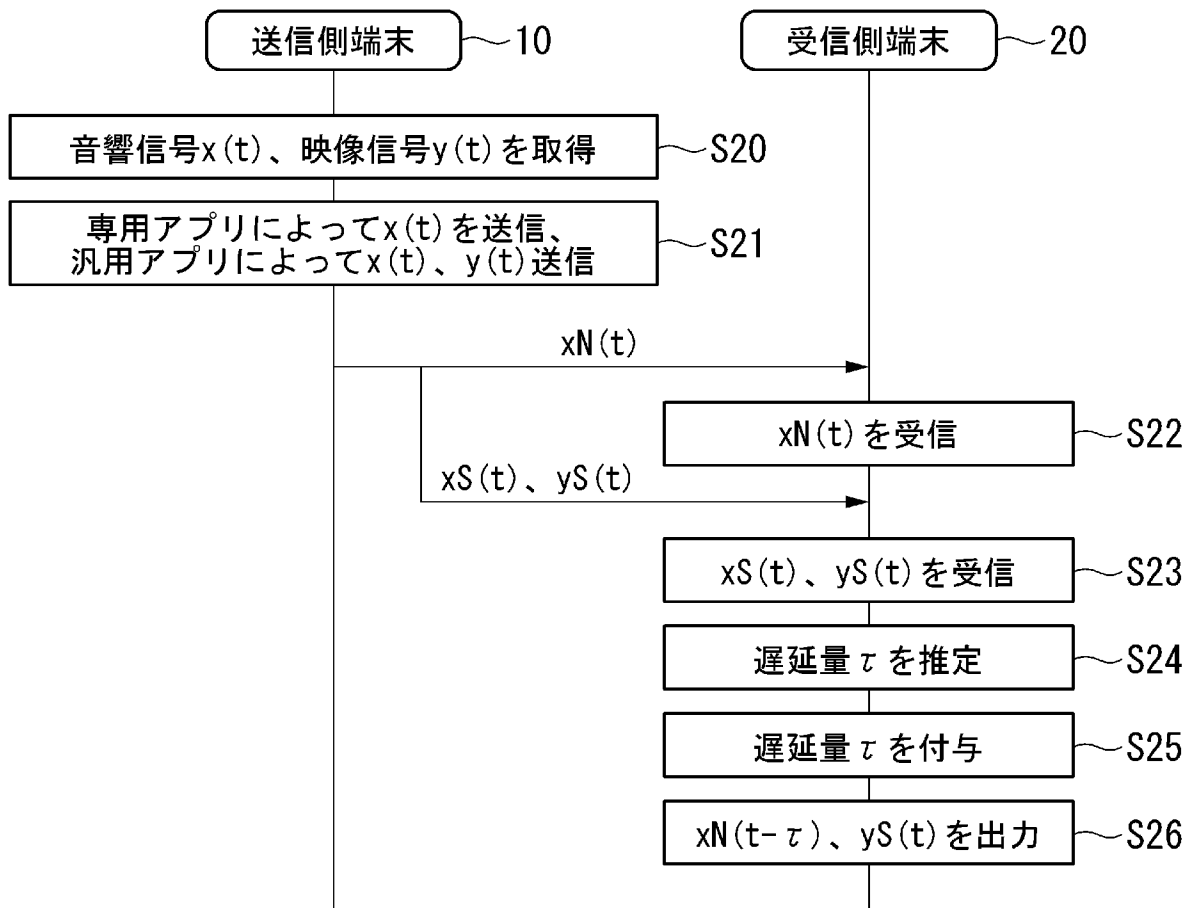 送信側端末 10
受信側端末 20
音響信号x(t)、映像信号y(t)を取得 S20
専用アプリによってx(t)を送信、
汎用アプリによってx(t)、y(t)送信 S21
xN(t)
xN(t)を受信 S22
xS(t)、yS(t)
xS(t)、yS(t)を受信 S23
遅延量τを推定 S24
遅延量τを付与 S25
xN(t-τ)、yS(t)を出力 S26